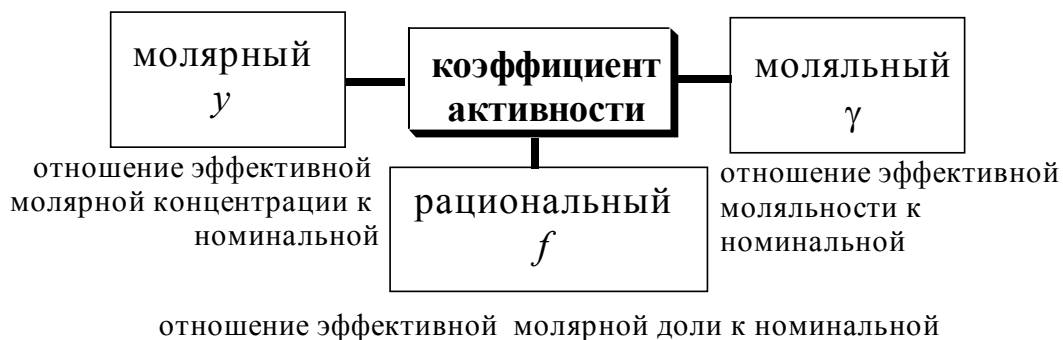 молярный
y
отношение эффективной
молярной концентрации к
номинальной
коэффициент
активности
моляльный
γ
отношение эффективной
моляльности к
номинальной
рациональный
f
отношение эффективной молярной доли к номинальной